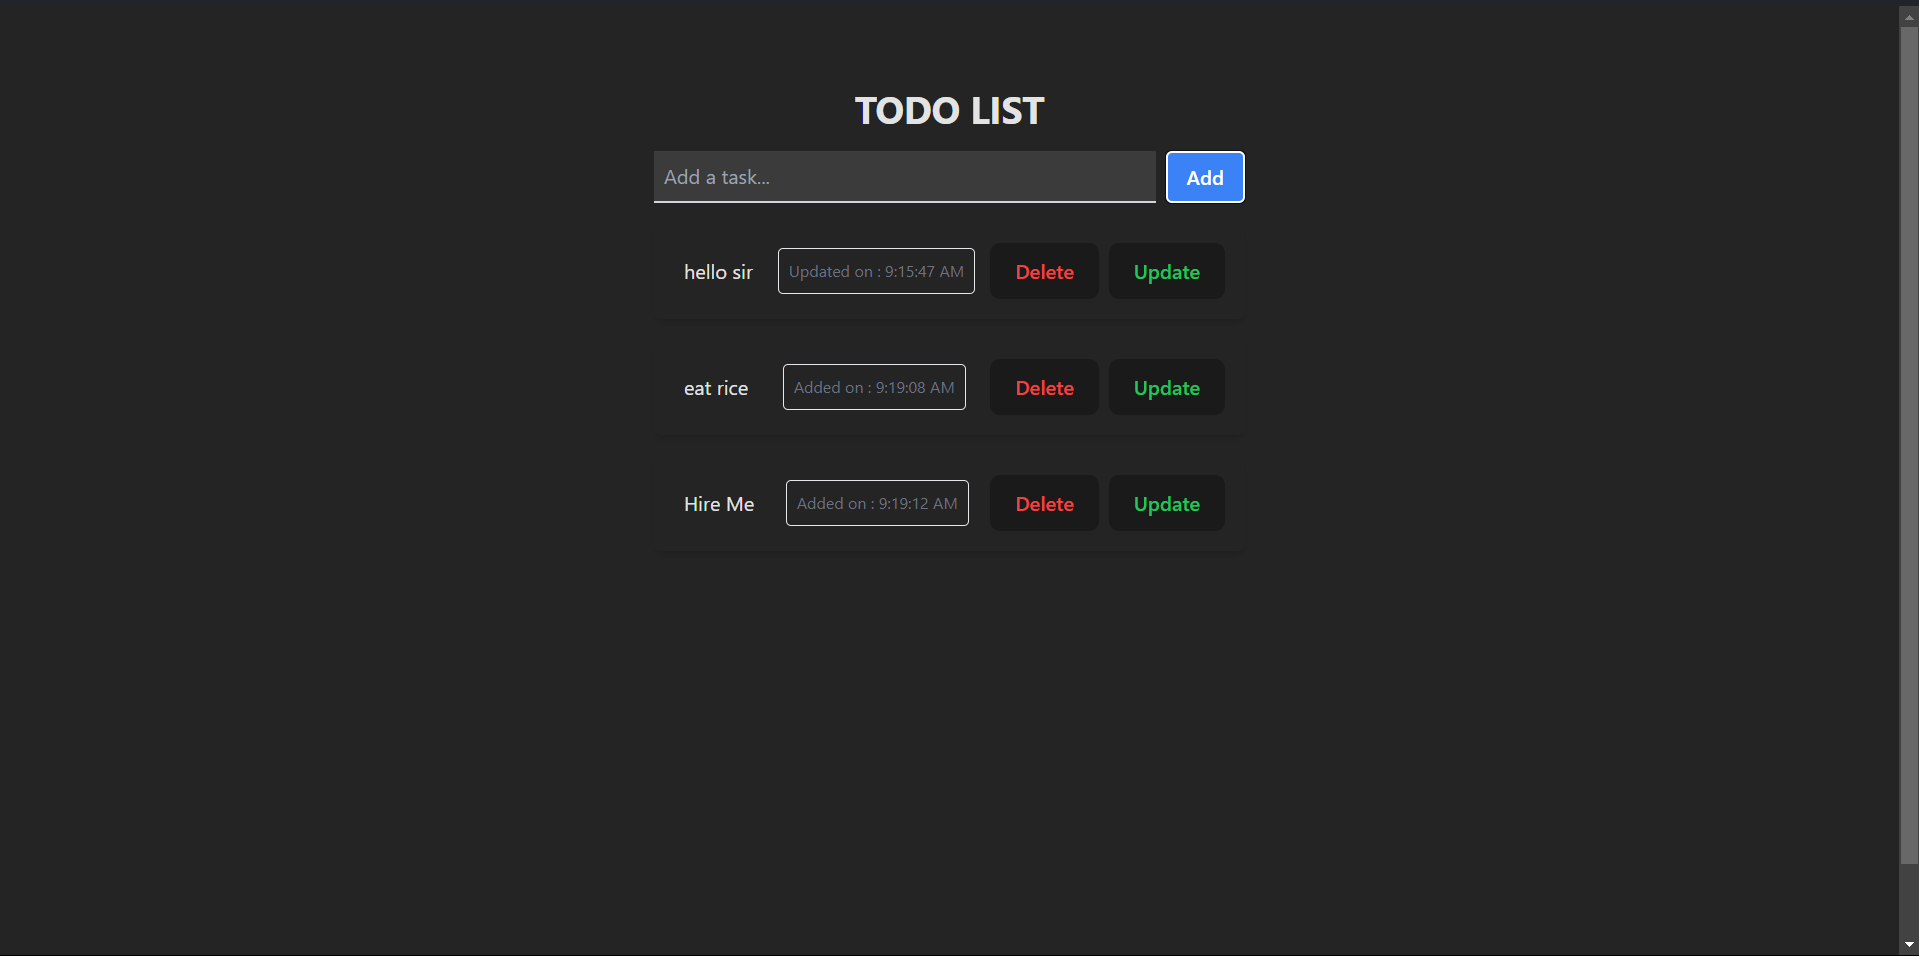 TODO LIST
Add a task...
Add
hello sir
Updated on : 9:15:47 AM
Delete
Update
eat rice
Added on : 9:19:08 AM
Delete
Update
Hire Me
Added on : 9:19:12 AM
Delete
Update